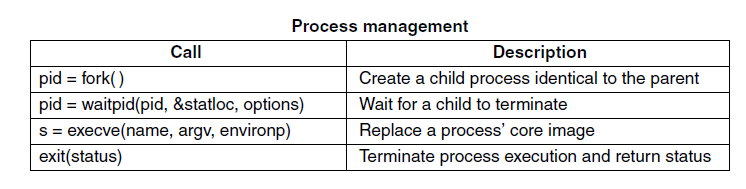 Process management
Call Description
pid = fork( ) Create a child process identical to the parent
pid = waitpid(pid, &statloc, options) Wait for a child to terminate
s = execve(name, argv, environp) Replace a process’ core image
exit(status) Terminate process execution and return status